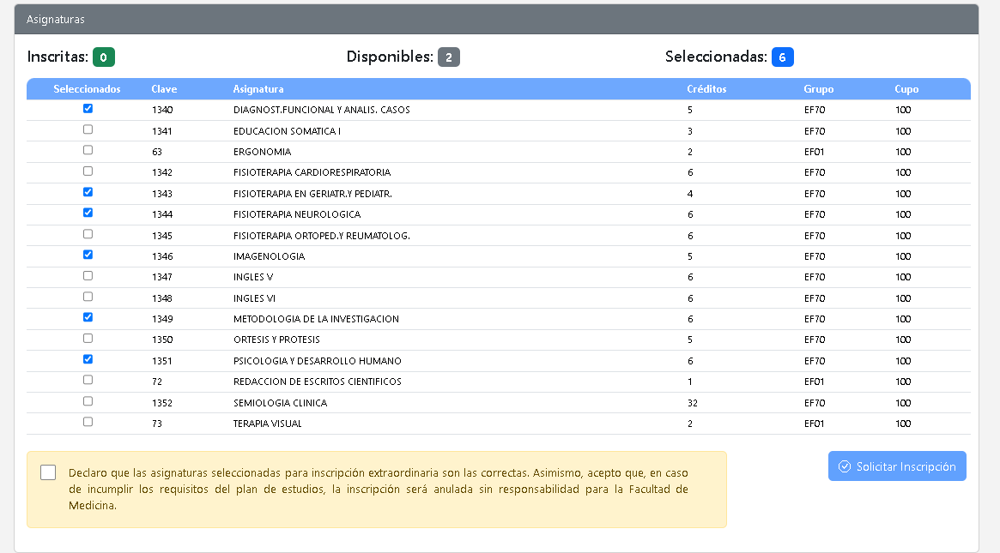 Asignaturas
Inscritas: 0 Disponibles: 2 Seleccionadas: 6
Seleccionados Clave Asignatura Créditos Grupo Cupo
1340 DIAGNOST.FUNCIONAL Y ANALIS. CASOS 5 EF70 100
1341 EDUCACION SOMATICA I 3 EF70 100
63 ERGONOMIA 2 EF01 100
1342 FISIOTERAPIA CARDIORESPIRATORIA 6 EF70 100
1343 FISIOTERAPIA EN GERIATR.Y PEDIATR. 4 EF70 100
1344 FISIOTERAPIA NEUROLOGICA 6 EF70 100
1345 FISIOTERAPIA ORTOPED.Y REUMATOLOG. 6 EF70 100
1346 IMAGENOLOGIA 5 EF70 100
1347 INGLES V 6 EF70 100
1348 INGLES VI 6 EF70 100
1349 METODOLOGIA DE LA INVESTIGACION 6 EF70 100
1350 ORTESIS Y PROTESIS 5 EF70 100
1351 PSICOLOGIA Y DESARROLLO HUMANO 6 EF70 100
72 REDACCION DE ESCRITOS CIENTIFICOS 1 EF01 100
1352 SEMIOLOGIA CLINICA 32 EF70 100
73 TERAPIA VISUAL 2 EF01 100
Declaro que las asignaturas seleccionadas para inscripción extraordinaria son las correctas. Asimismo, acepto que, en caso
de incumplir los requisitos del plan de estudios, la inscripción será anulada sin responsabilidad para la Facultad de
Medicina.
Solicitar Inscripción